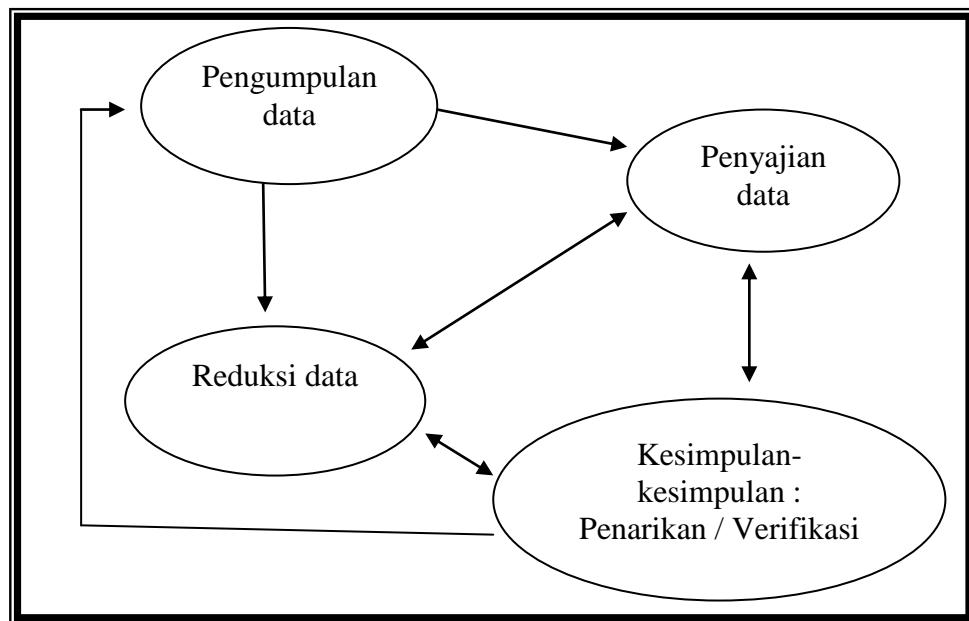 Pengumpulan
data
Penyajian
data
Reduksi data
Kesimpulan-
kesimpulan :
Penarikan / Verifikasi